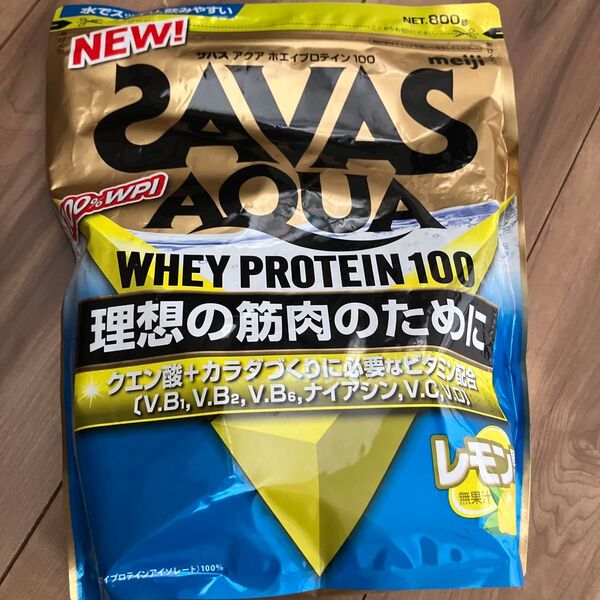 水でス 飲みやすい
NET.800g
NEW!
ザバス アクア ホエイプロテイン100
meiji
SAVAS
100%WPI
AQUA
WHEY PROTEIN 100
理想の筋肉のために
クエン酸+カラダづくりに必要なビタミン配合
(V.B1, V.B2, V.B6, ナイアシン, V.C, V.D)
レモン
無果汁
イプロテインアイソレート)100%